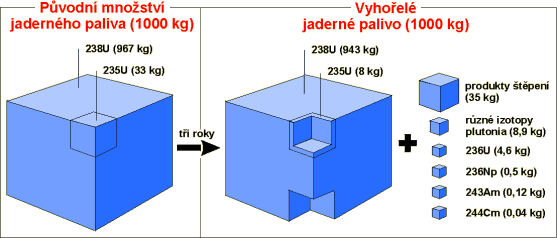 Původní množství
jaderného paliva (1000 kg)
238U (967 kg)
235U (33 kg)
tři roky
Vyhořelé
jaderné palivo (1000 kg)
238U (943 kg)
235U (8 kg)
produkty štěpení
(35 kg)
různé izotopy
plutonia (8,9 kg)
236U (4,6 kg)
236Np (0,5 kg)
243Am (0,12 kg)
244Cm (0,04 kg)